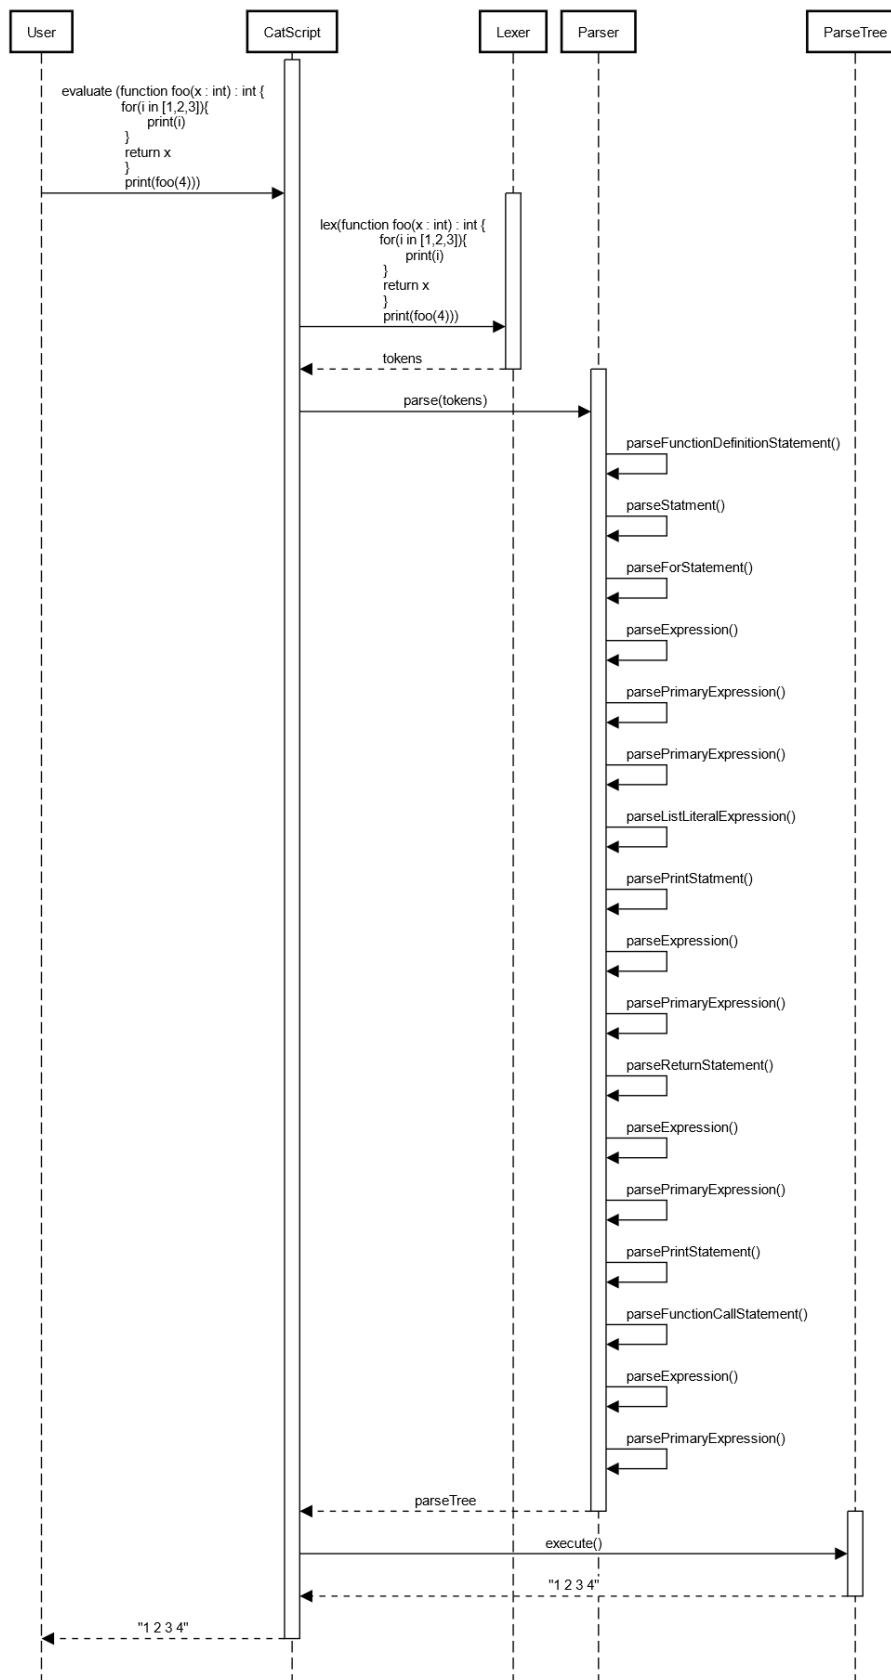 User
CatScript
Lexer
Parser
ParseTree
evaluate (function foo(x : int) : int {
for(i in [1,2,3]){
print(i)
}
return x
}
print(foo(4)))
lex(function foo(x : int) : int {
for(i in [1,2,3]){
print(i)
}
return x
}
print(foo(4)))
tokens
parse(tokens)
parseFunctionDefinitionStatement()
parseStatment()
parseForStatement()
parseExpression()
parsePrimaryExpression()
parsePrimaryExpression()
parseListLiteralExpression()
parsePrintStatment()
parseExpression()
parsePrimaryExpression()
parseReturnStatement()
parseExpression()
parsePrimaryExpression()
parsePrintStatement()
parseFunctionCallStatement()
parseExpression()
parsePrimaryExpression()
parseTree
execute()
"1 2 3 4"
"1 2 3 4"